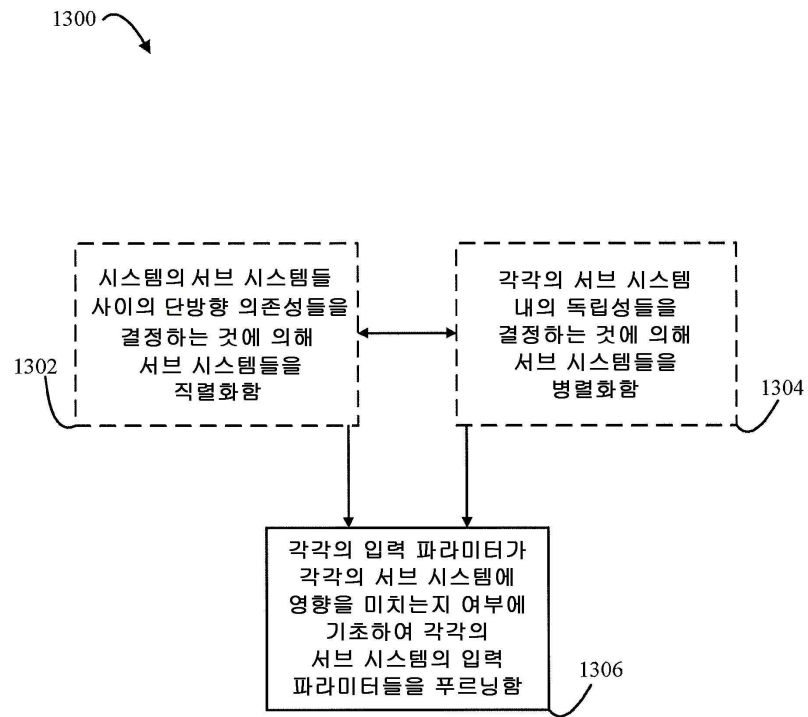 1300
시스템의 서브 시스템들
사이의 단방향 의존성들을
결정하는 것에 의해
서브 시스템들을
직렬화함
1302
각각의 서브 시스템
내의 독립성들을
결정하는 것에 의해
서브 시스템들을
병렬화함
1304
각각의 입력 파라미터가
각각의 서브 시스템에
영향을 미치는지 여부에
기초하여 각각의
서브 시스템의 입력
파라미터들을 푸르닝함
1306